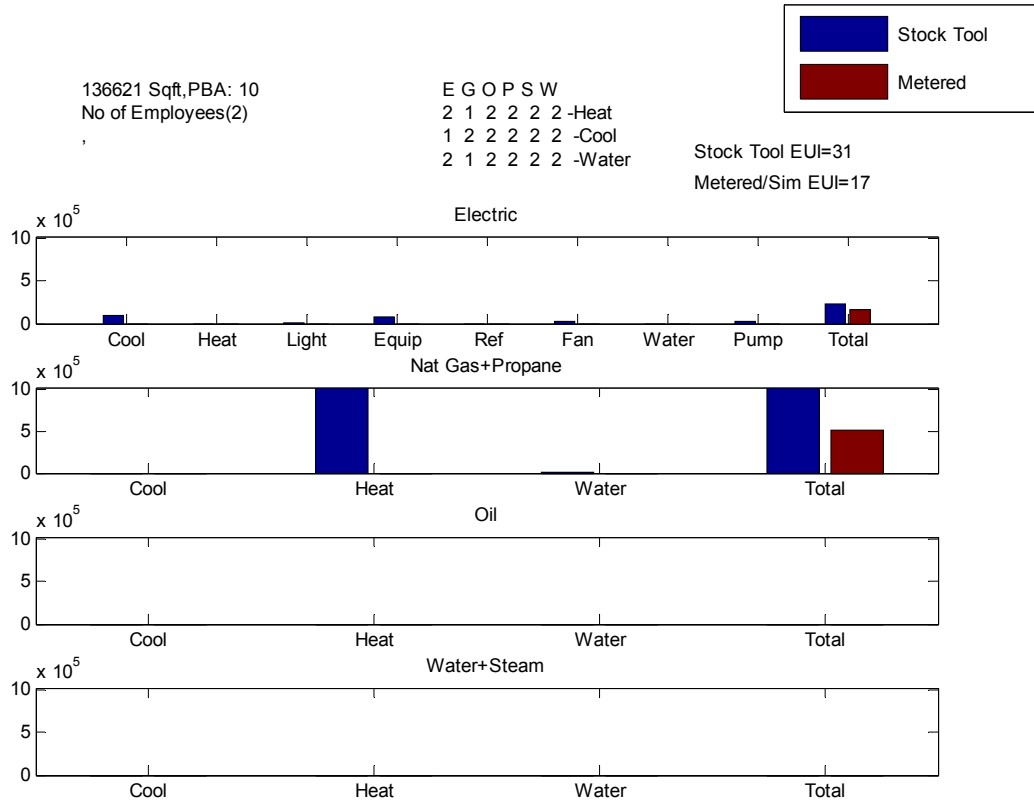 Stock Tool
Metered
136621 Sqft,PBA: 10
No of Employees(2)
,
E G O P S W
2 1 2 2 2 2 -Heat
1 2 2 2 2 2 -Cool
2 1 2 2 2 2 -Water
Stock Tool EUI=31
Metered/Sim EUI=17
Electric
x 10^5
10
5
0
Cool Heat Light Equip Ref Fan Water Pump Total
Nat Gas+Propane
x 10^5
10
5
0
Cool Heat Water Total
Oil
x 10^5
10
5
0
Cool Heat Water Total
Water+Steam
x 10^5
10
5
0
Cool Heat Water Total